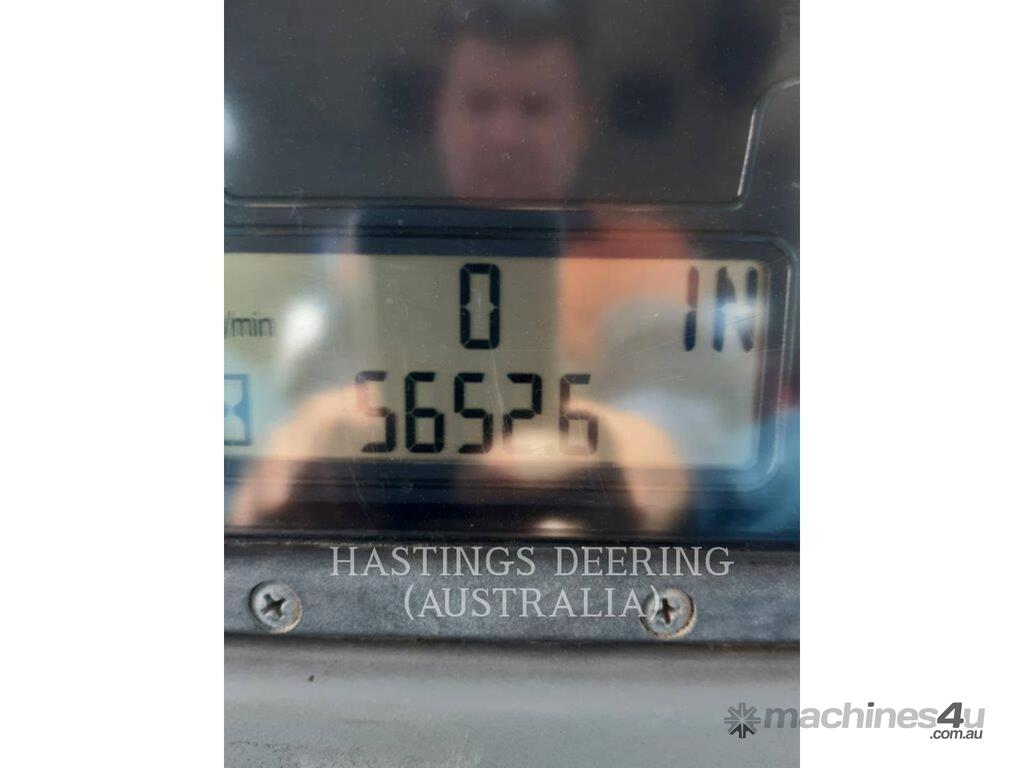 0 1N
/min
56526
HASTINGS DEERING
(AUSTRALIA)
machines4u
.com.au